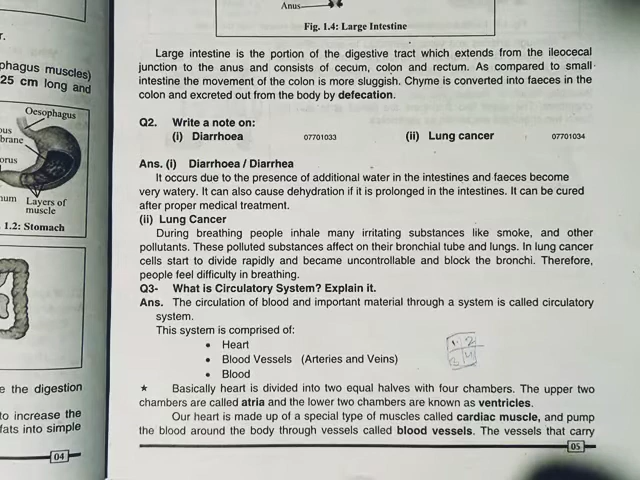 r.
phagus muscles)
25 cm long and
Oesophagus
ous
brane
orus
num Layers of
muscle
1.2: Stomach
e the digestion
to increase the
fats into simple
04
Anus
Fig. 1.4: Large Intestine
Large intestine is the portion of the digestive tract which extends from the ileocecal
junction to the anus and consists of cecum, colon and rectum. As compared to small
intestine the movement of the colon is more sluggish. Chyme is converted into faeces in the
colon and excreted out from the body by defecation.
Q2. Write a note on:
(i) Diarrhoea 07701033 (ii) Lung cancer 07701034
Ans. (i) Diarrhoea / Diarrhea
It occurs due to the presence of additional water in the intestines and faeces become
very watery. It can also cause dehydration if it is prolonged in the intestines. It can be cured
after proper medical treatment.
(ii) Lung Cancer
During breathing people inhale many irritating substances like smoke, and other
pollutants. These polluted substances affect on their bronchial tube and lungs. In lung cancer
cells start to divide rapidly and became uncontrollable and block the bronchi. Therefore,
people feel difficulty in breathing.
Q3- What is Circulatory System? Explain it.
Ans. The circulation of blood and important material through a system is called circulatory
system.
This system is comprised of:
• Heart
• Blood Vessels (Arteries and Veins)
• Blood
1 2
3 4
★ Basically heart is divided into two equal halves with four chambers. The upper two
chambers are called atria and the lower two chambers are known as ventricles.
Our heart is made up of a special type of muscles called cardiac muscle, and pump
the blood around the body through vessels called blood vessels. The vessels that carry
05